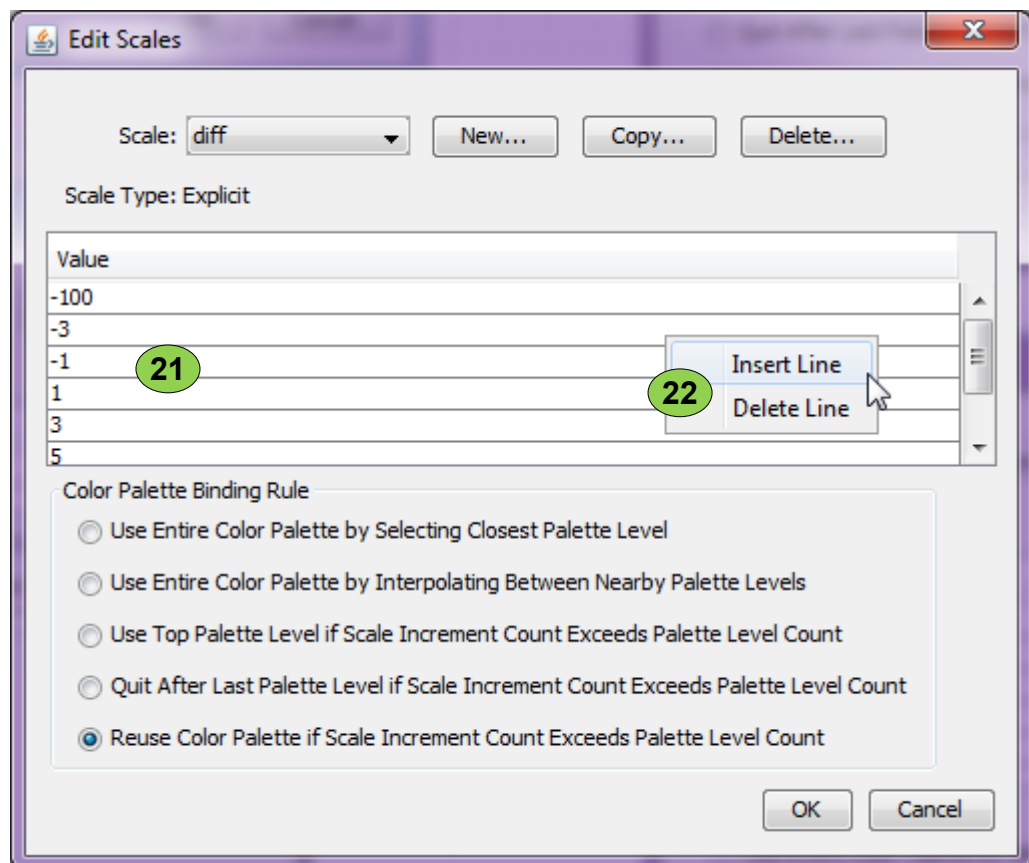 Edit Scales
Scale: diff New... Copy... Delete...
Scale Type: Explicit
Value
-100
-3
-1
21
1
3
5
Insert Line
22
Delete Line
Color Palette Binding Rule
Use Entire Color Palette by Selecting Closest Palette Level
Use Entire Color Palette by Interpolating Between Nearby Palette Levels
Use Top Palette Level if Scale Increment Count Exceeds Palette Level Count
Quit After Last Palette Level if Scale Increment Count Exceeds Palette Level Count
Reuse Color Palette if Scale Increment Count Exceeds Palette Level Count
OK Cancel